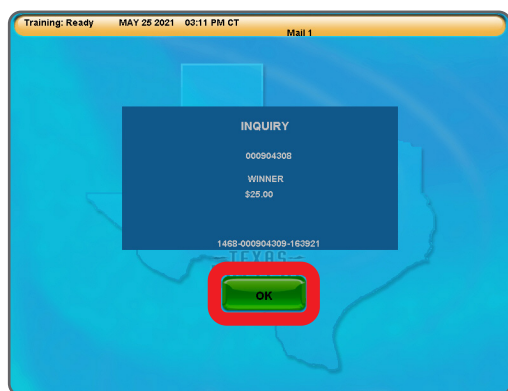 Training: Ready MAY 25 2021 03:11 PM CT
Mail 1
INQUIRY
000904308
WINNER
$25.00
1468-000904309-163921
TEXAS
OK